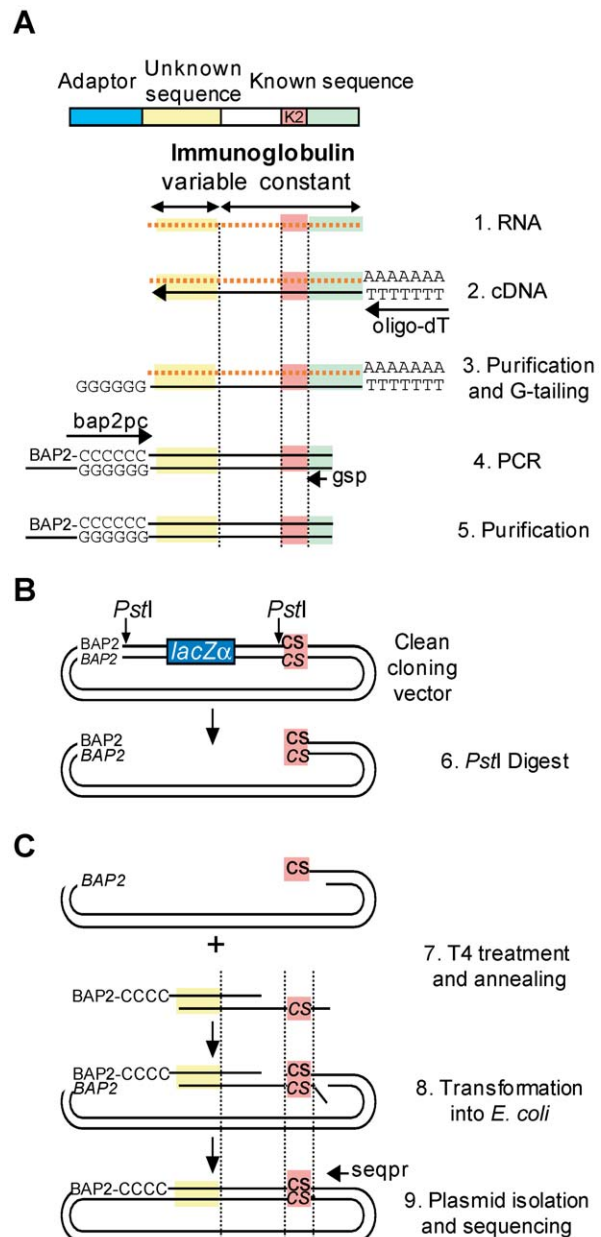 A
Adaptor Unknown sequence Known sequence
K2
Immunoglobulin
variable constant
1. RNA
AAAAAAA
TTTTTTT
2. cDNA
oligo-dT
AAAAAAA
GGGGGG
TTTTTTT
3. Purification
and G-tailing
bap2pc
BAP2-CCCCCC
GGGGGG
gsp
4. PCR
BAP2-CCCCCC
GGGGGG
5. Purification
B
PstI PstI
BAP2 lacZα CS
BAP2 CS
Clean
cloning
vector
BAP2 CS
BAP2 CS
6. PstI Digest
C
BAP2 CS
+
7. T4 treatment
and annealing
BAP2-CCCC
CS
BAP2-CCCC CS
BAP2 CS
8. Transformation
into E. coli
seqpr
BAP2-CCCC CS
CS
9. Plasmid isolation
and sequencing